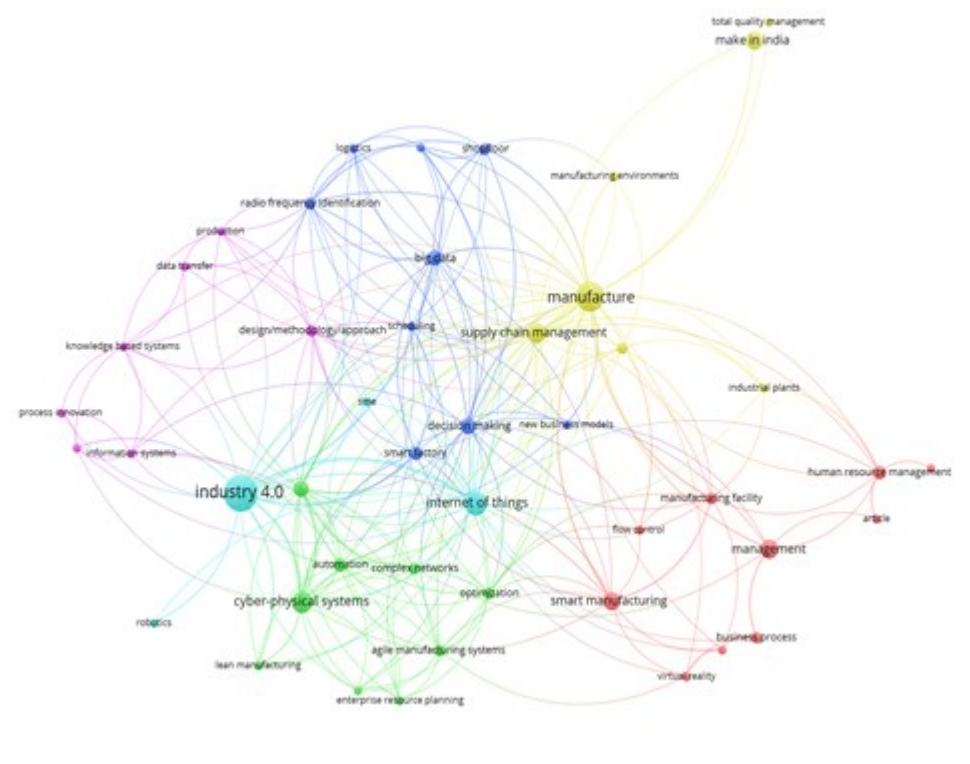 total quality management
make in india
logistics
shop floor
manufacturing environments
radio frequency identification
production
big data
data transfer
manufacture
design/methodology/approach
scheduling
supply chain management
knowledge based systems
industrial plants
time
process innovation
decision making
new business models
information systems
smart factory
human resource management
industry 4.0
internet of things
manufacturing facility
article
flow control
management
automation
complex networks
optimization
cyber-physical systems
smart manufacturing
robotics
business process
agile manufacturing systems
lean manufacturing
virtual reality
enterprise resource planning